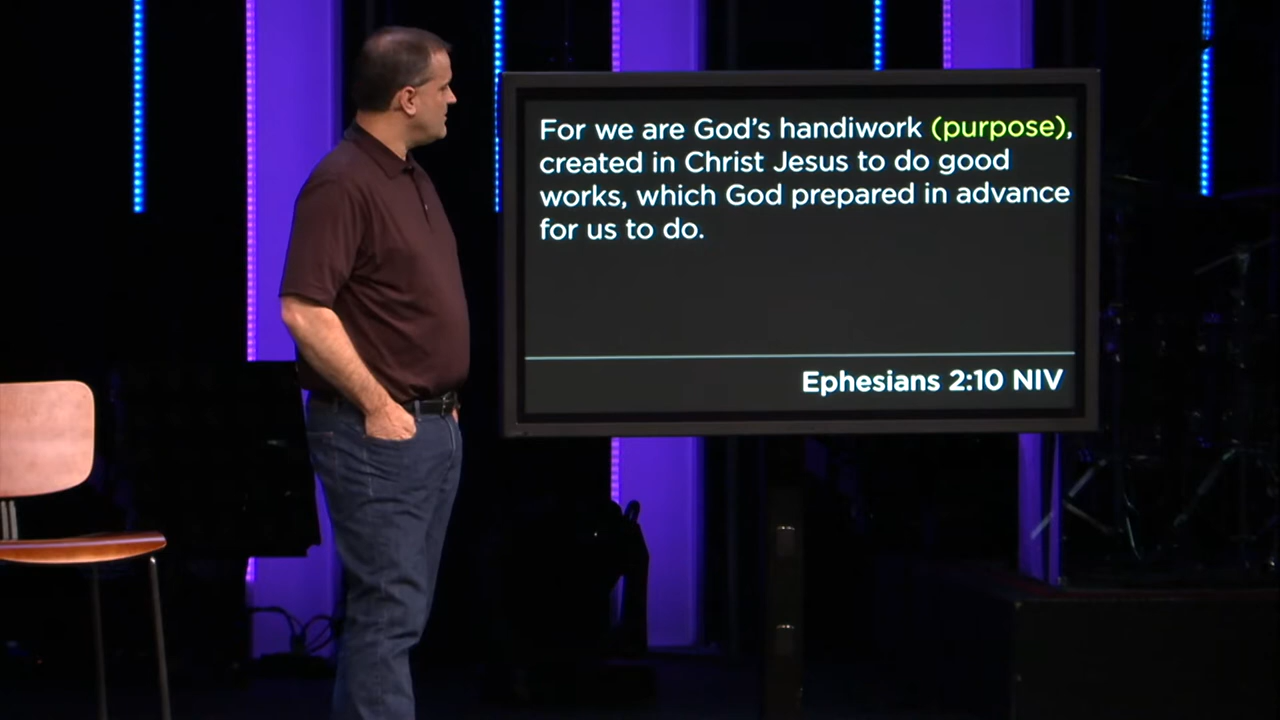 For we are God’s handiwork (purpose),
created in Christ Jesus to do good
works, which God prepared in advance
for us to do.
Ephesians 2:10 NIV